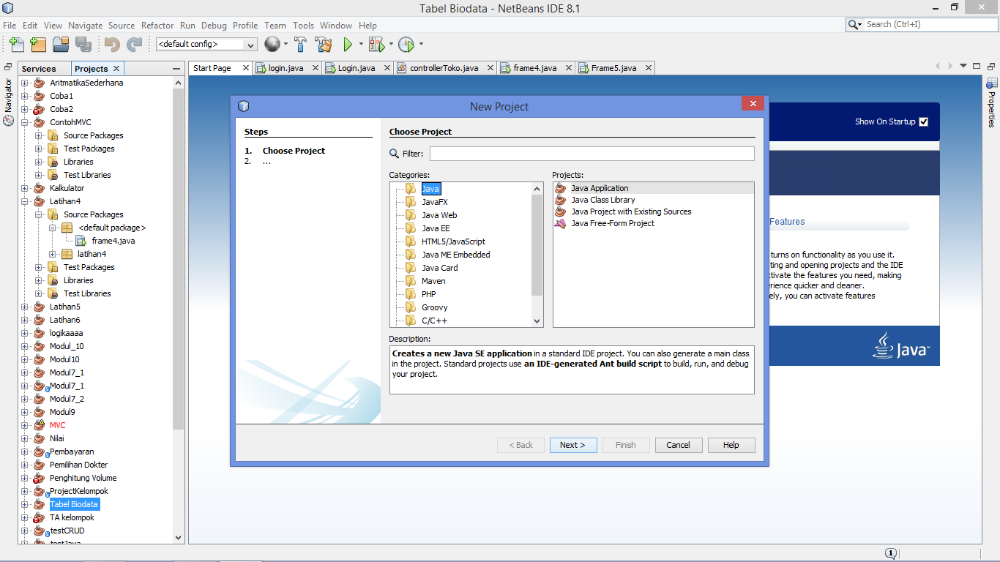 Tabel Biodata - NetBeans IDE 8.1
File Edit View Navigate Source Refactor Run Debug Profile Team Tools Window Help
Search (Ctrl+I)
<default config>
Services Projects
Start Page login.java Login.java controllerToko.java frame4.java Frame5.java
Navigator
Properties
AritmatikaSederhana
Coba1
Coba2
ContohMVC
Source Packages
Test Packages
Libraries
Test Libraries
Kalkulator
Latihan4
Source Packages
<default package>
frame4.java
latihan4
Test Packages
Libraries
Test Libraries
Latihan5
Latihan6
logikaaaa
Modul_10
Modul10
Modul7_1
Modul7_1
Modul7_2
Modul9
MVC
Nilai
Pembayaran
Pemilihan Dokter
Penghitung Volume
ProjectKelompok
Tabel Biodata
TA kelompok
testCRUD
testJava
New Project
Steps
1. Choose Project
2. ...
Choose Project
Filter:
Categories:
Java
JavaFX
Java Web
Java EE
HTML5/JavaScript
Java ME Embedded
Java Card
Maven
PHP
Groovy
C/C++
Projects:
Java Application
Java Class Library
Java Project with Existing Sources
Java Free-Form Project
Description:
Creates a new Java SE application in a standard IDE project. You can also generate a main class
in the project. Standard projects use an IDE-generated Ant build script to build, run, and debug
your project.
< Back Next > Finish Cancel Help
Show On Startup
Features
turns on functionality as you use it.
ting and opening projects and the IDE
ctivate the features you need, making
erience quicker and cleaner.
ely, you can activate features
Java
1